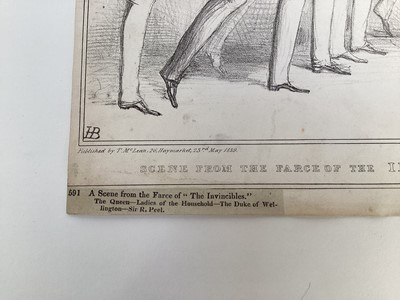 HB
Published by T. McLean, 26, Haymarket, 23rd May 1839.
SCENE FROM THE FARCE OF THE
591 A Scene from the Farce of "The Invincibles."
The Queen—Ladies of the Household—The Duke of Wel-
lington—Sir R. Peel.